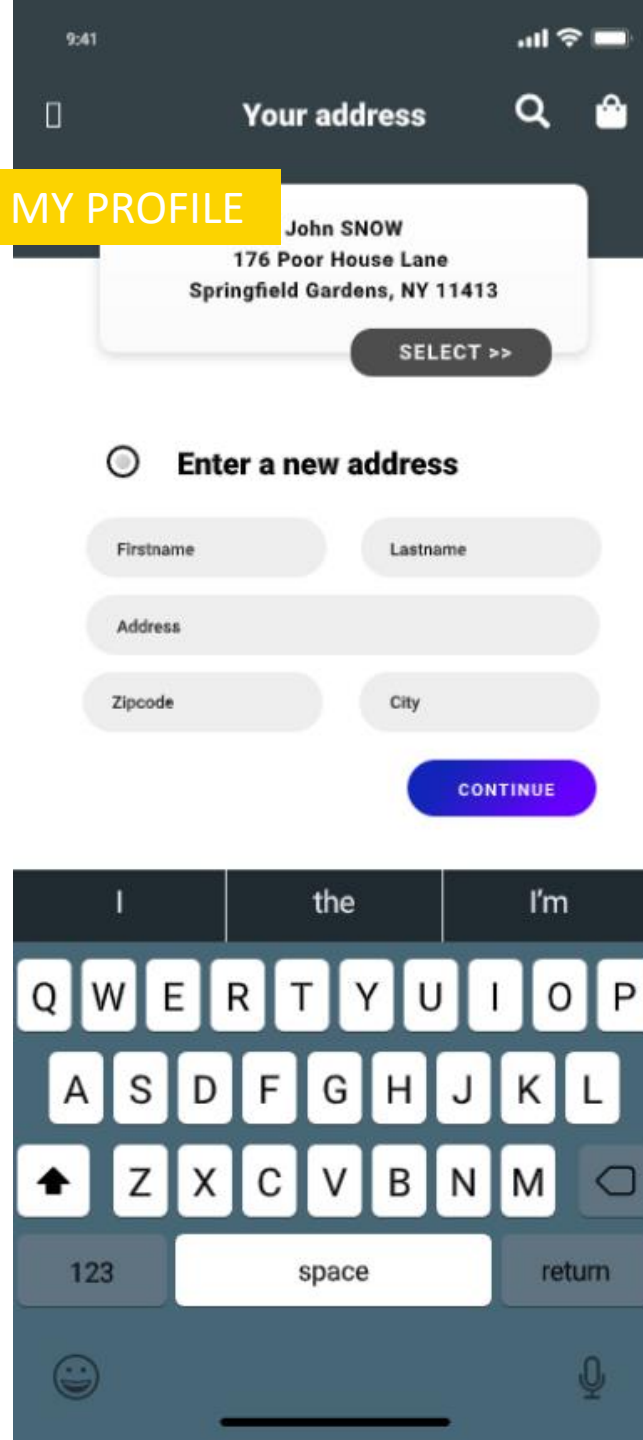 9:41
Your address
MY PROFILE
John SNOW
176 Poor House Lane
Springfield Gardens, NY 11413
SELECT >>
Enter a new address
Firstname Lastname
Address
Zipcode City
CONTINUE
I the I'm
Q W E R T Y U I O P
A S D F G H J K L
Z X C V B N M
123 space return